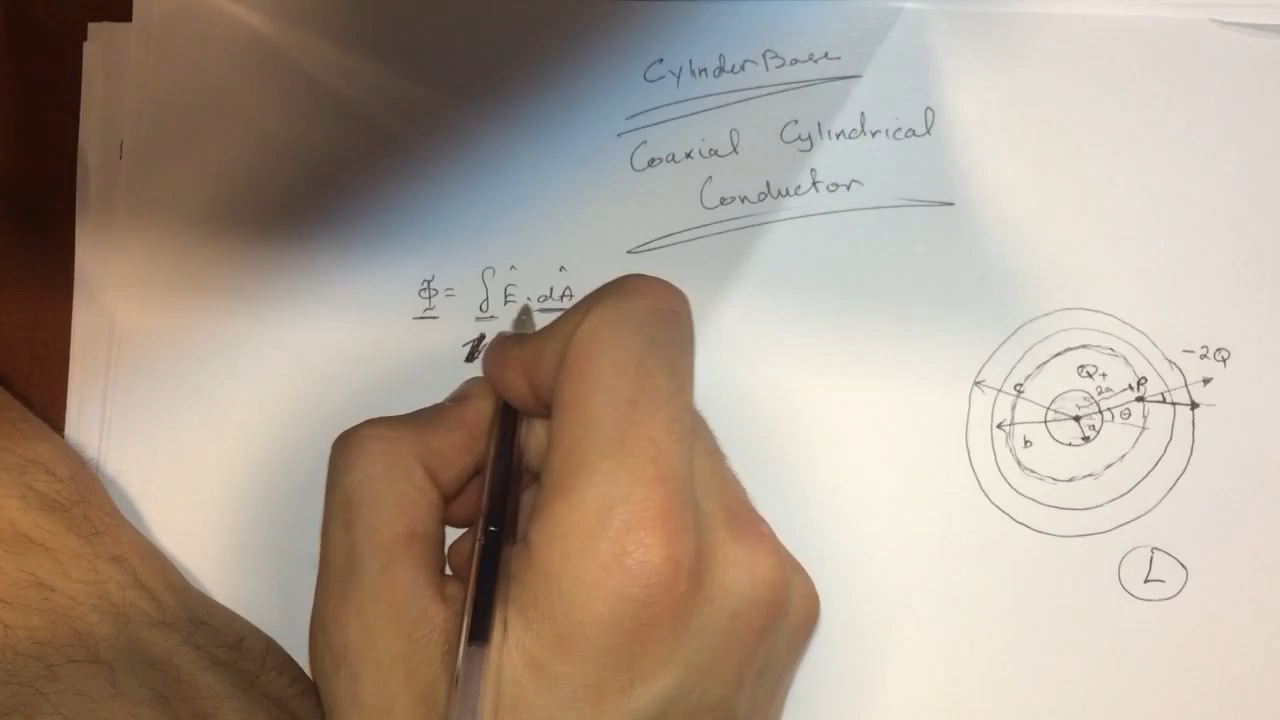 Cylinder Base
Coaxial Cylindrical
Conductor
Φ = ∫ Ê · dÂ
-2Q
Q+
2a
P
c
θ
a
b
L